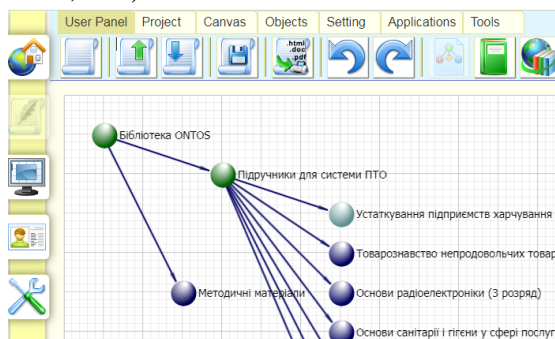 User Panel Project Canvas Objects Setting Applications Tools
.html
.doc
.pdf
Бібліотека ONTOS
Підручники для системи ПТО
Устаткування підприємств харчування
Товарознавство непродовольчих товар
Методичні матеріали
Основи радіоелектроніки (3 розряд)
Основи санітарії і гігєни у сфері послуг